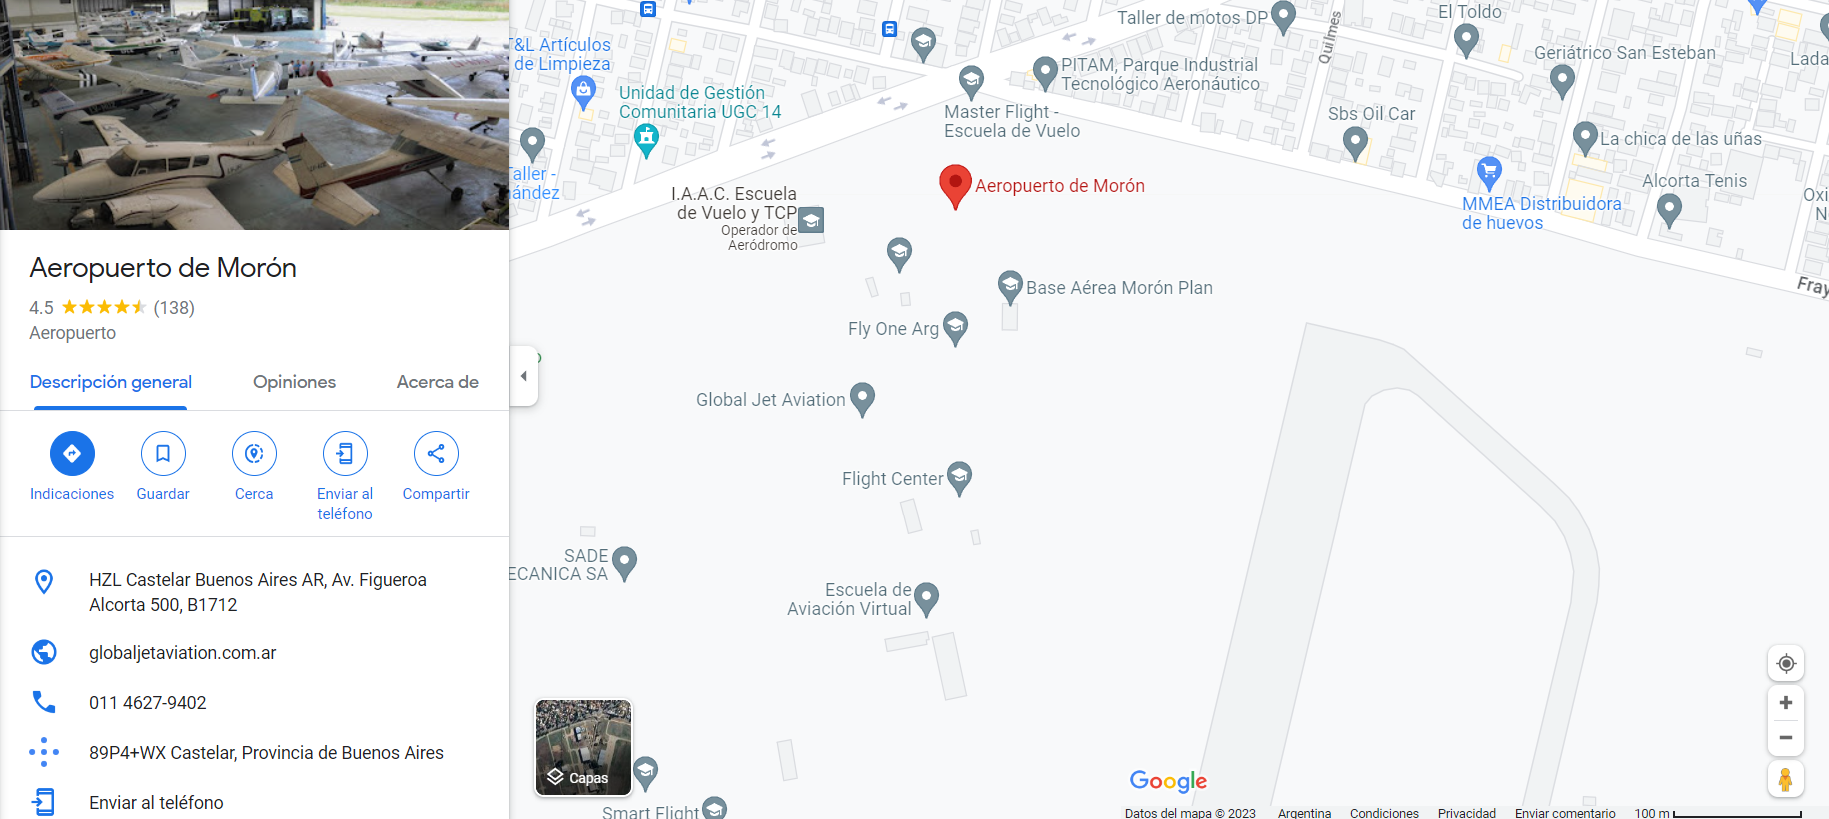 Aeropuerto de Morón
4.5
(138)
Aeropuerto
Descripción general
Opiniones
Acerca de
Indicaciones
Guardar
Cerca
Enviar al
teléfono
Compartir
HZL Castelar Buenos Aires AR, Av. Figueroa
Alcorta 500, B1712
globaljetaviation.com.ar
011 4627-9402
89P4+WX Castelar, Provincia de Buenos Aires
Enviar al teléfono
T&L Artículos
de Limpieza
Unidad de Gestión
Comunitaria UGC 14
aller -
nández
Taller de motos DP
Quilmes
El Toldo
Geriátrico San Esteban
Lada
PITAM, Parque Industrial
Tecnológico Aeronáutico
Master Flight -
Escuela de Vuelo
Sbs Oil Car
La chica de las uñas
Alcorta Tenis
MMEA Distribuidora
de huevos
Oxi
N
Fray
Aeropuerto de Morón
I.A.A.C. Escuela
de Vuelo y TCP
Operador de
Aeródromo
Base Aérea Morón Plan
Fly One Arg
Global Jet Aviation
Flight Center
SADE
ECANICA SA
Escuela de
Aviación Virtual
Smart Flight
Capas
Google
Datos del mapa © 2023
Argentina
Condiciones
Privacidad
Enviar comentario
100 m